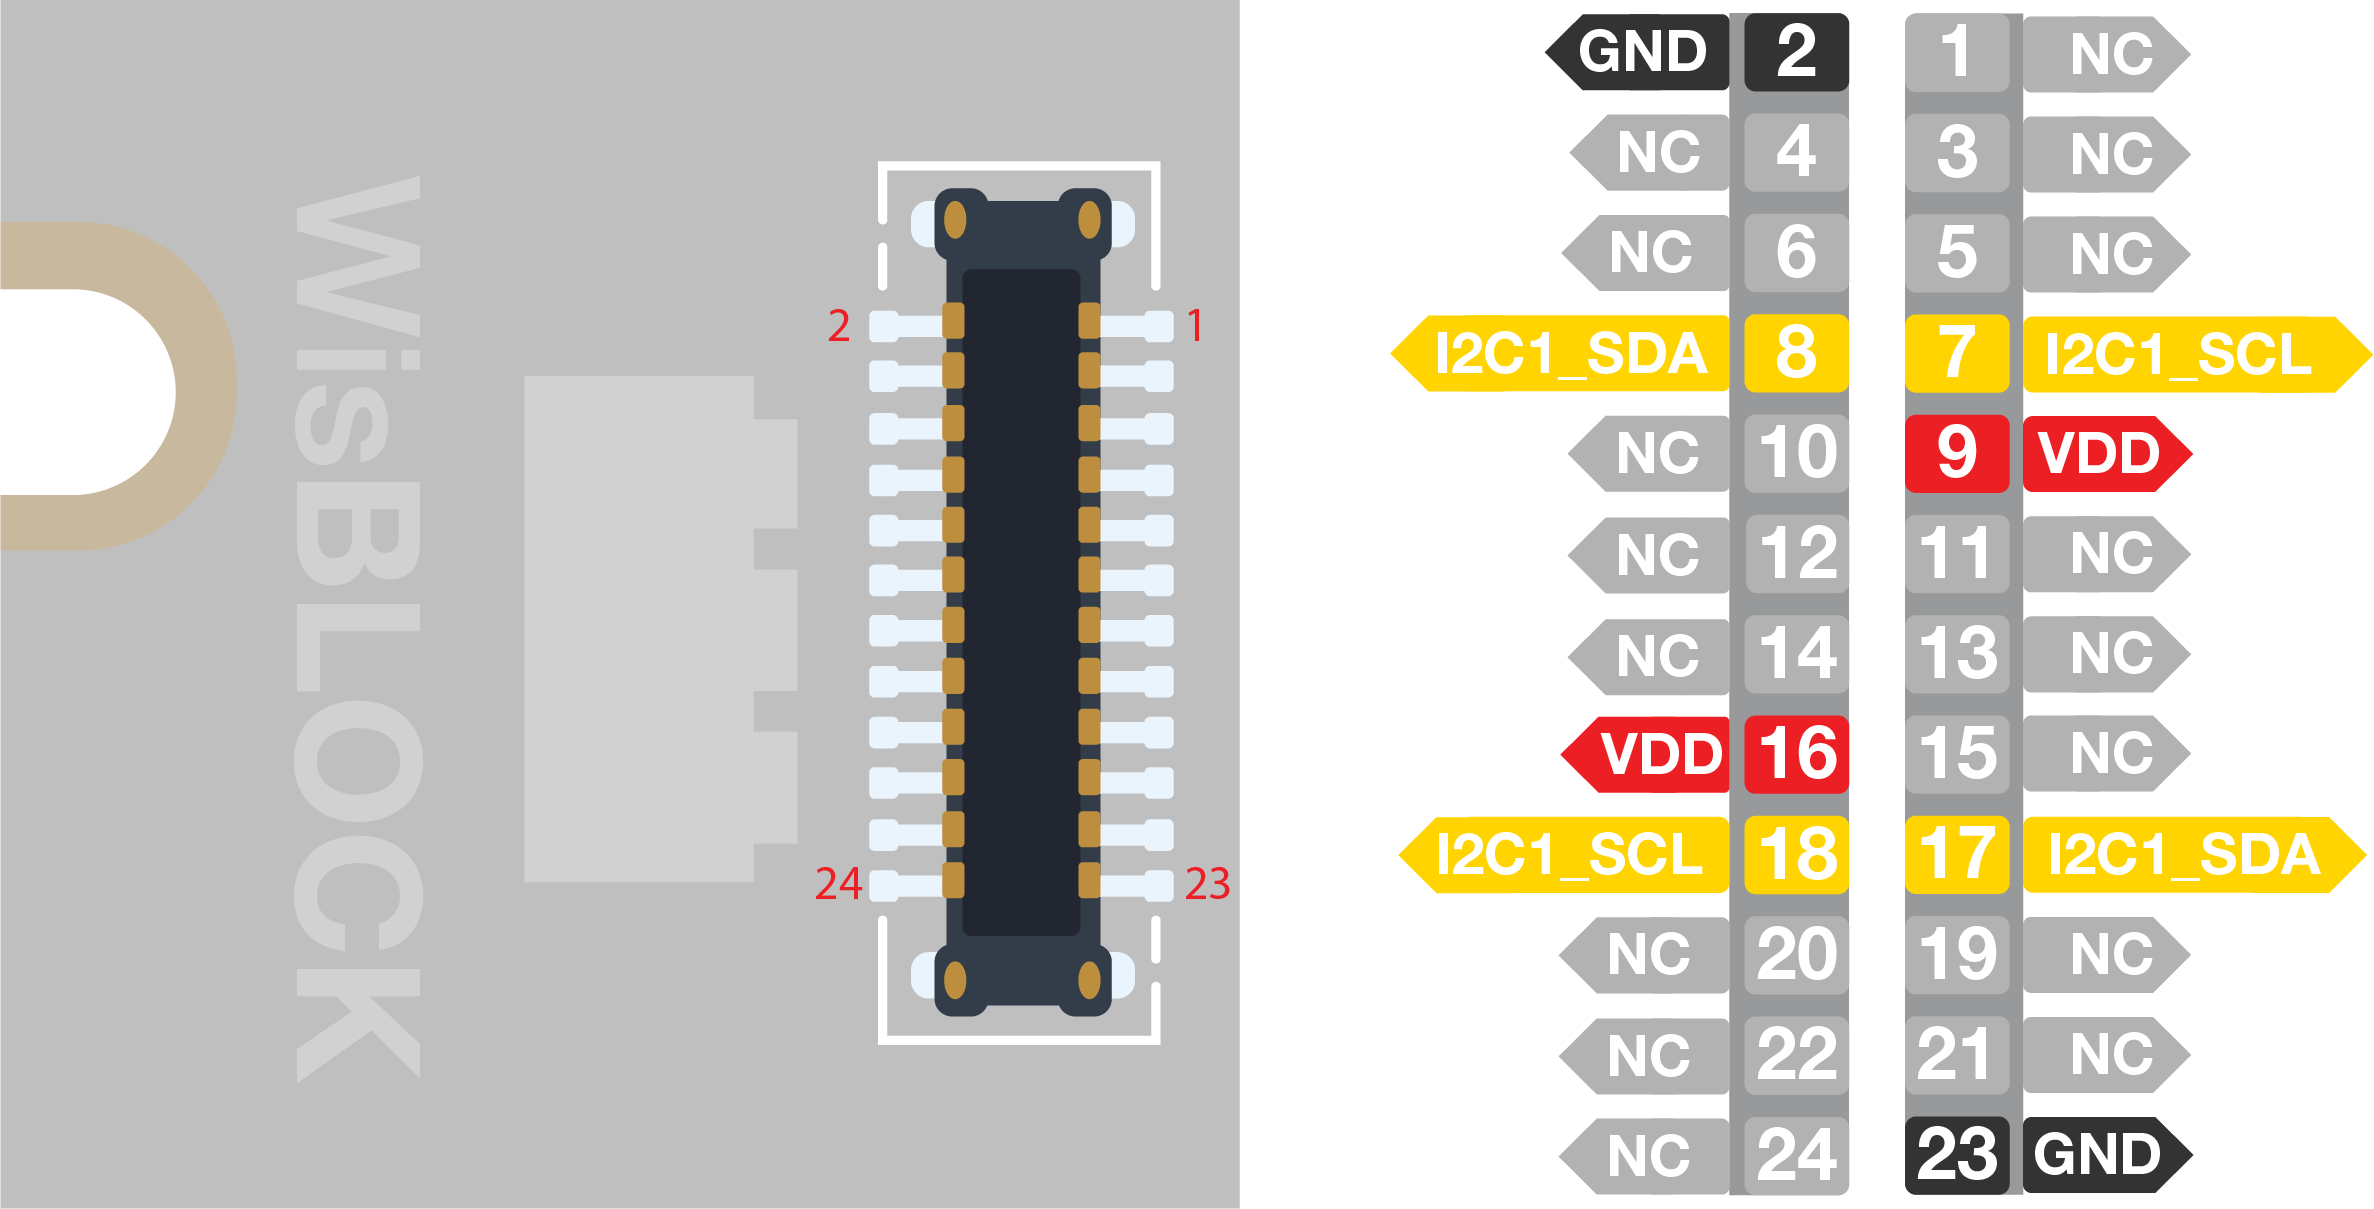 WisBLOCK
2 1
24 23
GND 2 1 NC
NC 4 3 NC
NC 6 5 NC
I2C1_SDA 8 7 I2C1_SCL
NC 10 9 VDD
NC 12 11 NC
NC 14 13 NC
VDD 16 15 NC
I2C1_SCL 18 17 I2C1_SDA
NC 20 19 NC
NC 22 21 NC
NC 24 23 GND